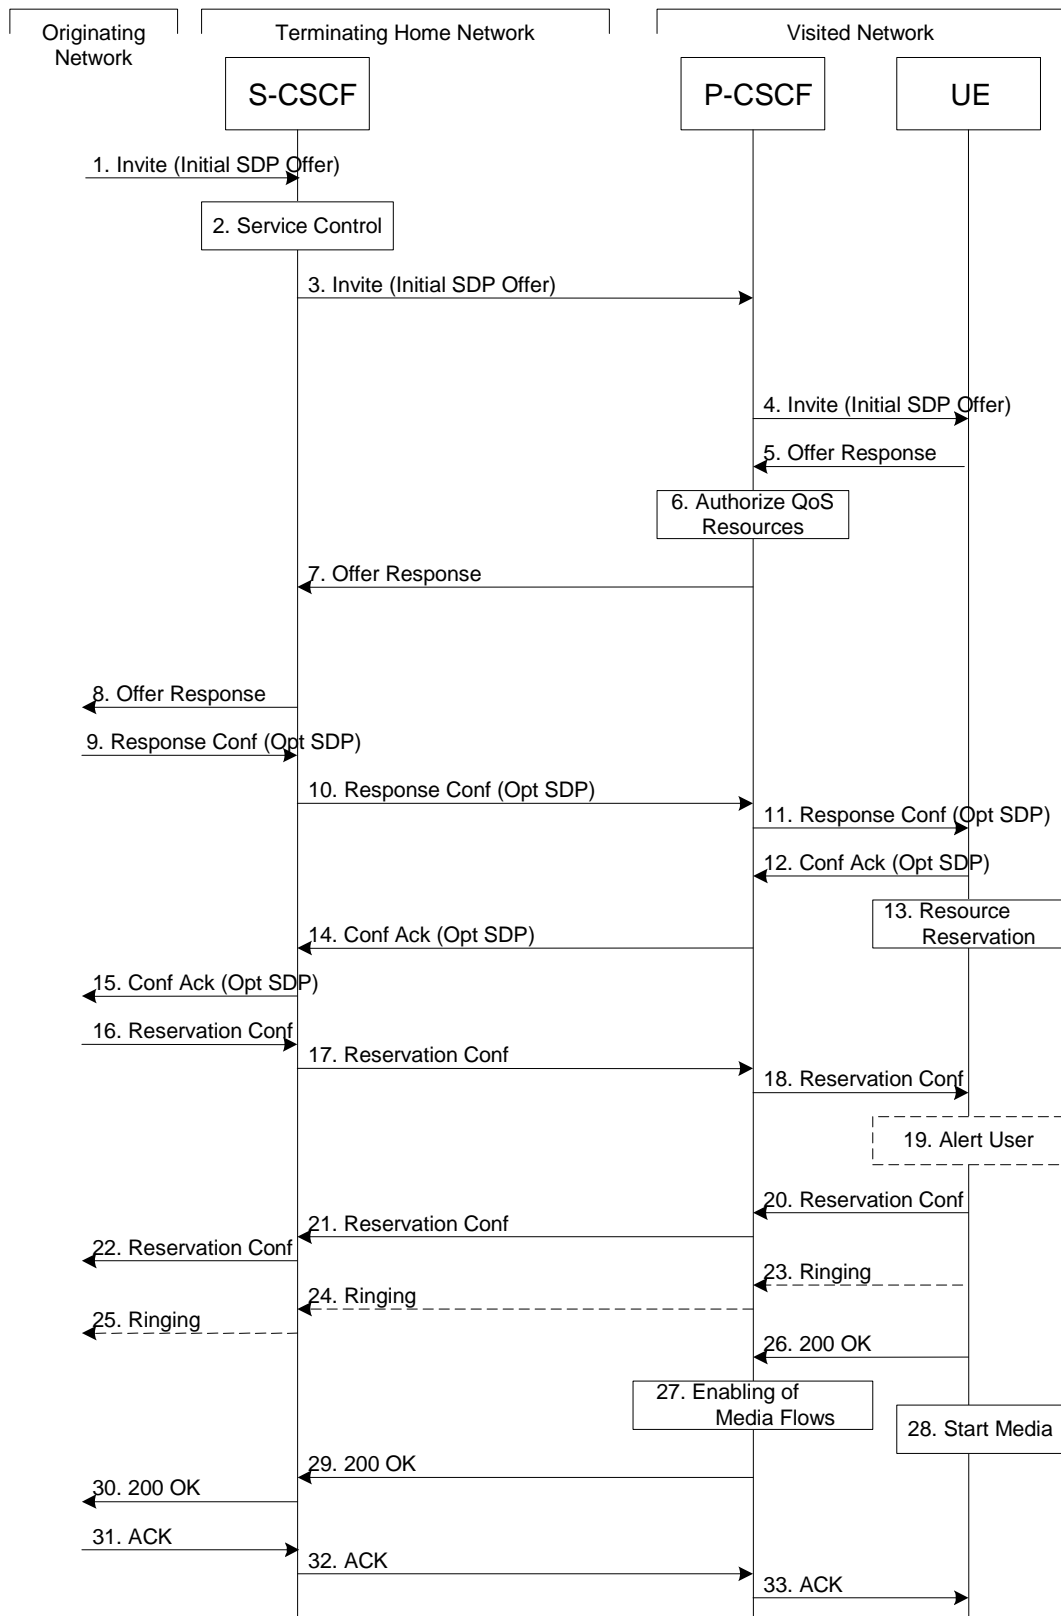 Originating
Network
Terminating Home Network
Visited Network
S-CSCF
P-CSCF
UE
1. Invite (Initial SDP Offer)
2. Service Control
3. Invite (Initial SDP Offer)
4. Invite (Initial SDP Offer)
5. Offer Response
6. Authorize QoS
Resources
7. Offer Response
8. Offer Response
9. Response Conf (Opt SDP)
10. Response Conf (Opt SDP)
11. Response Conf (Opt SDP)
12. Conf Ack (Opt SDP)
13. Resource
Reservation
14. Conf Ack (Opt SDP)
15. Conf Ack (Opt SDP)
16. Reservation Conf
17. Reservation Conf
18. Reservation Conf
19. Alert User
20. Reservation Conf
21. Reservation Conf
22. Reservation Conf
23. Ringing
24. Ringing
25. Ringing
26. 200 OK
27. Enabling of
Media Flows
28. Start Media
29. 200 OK
30. 200 OK
31. ACK
32. ACK
33. ACK